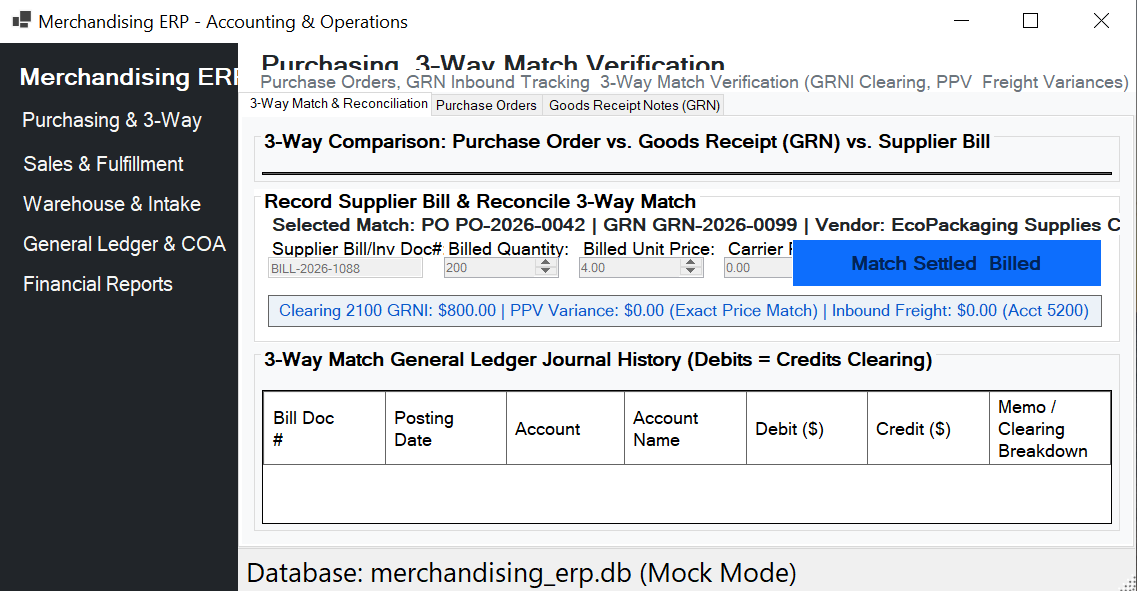 Merchandising ERP - Accounting & Operations
Merchandising ERP
Purchasing & 3-Way
Sales & Fulfillment
Warehouse & Intake
General Ledger & COA
Financial Reports
Purchasing  3-Way Match Verification
Purchase Orders, GRN Inbound Tracking  3-Way Match Verification (GRNI Clearing, PPV  Freight Variances)
3-Way Match & Reconciliation Purchase Orders Goods Receipt Notes (GRN)
3-Way Comparison: Purchase Order vs. Goods Receipt (GRN) vs. Supplier Bill
Record Supplier Bill & Reconcile 3-Way Match
Selected Match: PO PO-2026-0042 | GRN GRN-2026-0099 | Vendor: EcoPackaging Supplies C
Supplier Bill/Inv Doc# Billed Quantity: Billed Unit Price: Carrier
BILL-2026-1088 200 4.00 0.00
Match Settled  Billed
Clearing 2100 GRNI: $800.00 | PPV Variance: $0.00 (Exact Price Match) | Inbound Freight: $0.00 (Acct 5200)
3-Way Match General Ledger Journal History (Debits = Credits Clearing)
Bill Doc #
Posting Date
Account
Account Name
Debit ($)
Credit ($)
Memo / Clearing Breakdown
Database: merchandising_erp.db (Mock Mode)